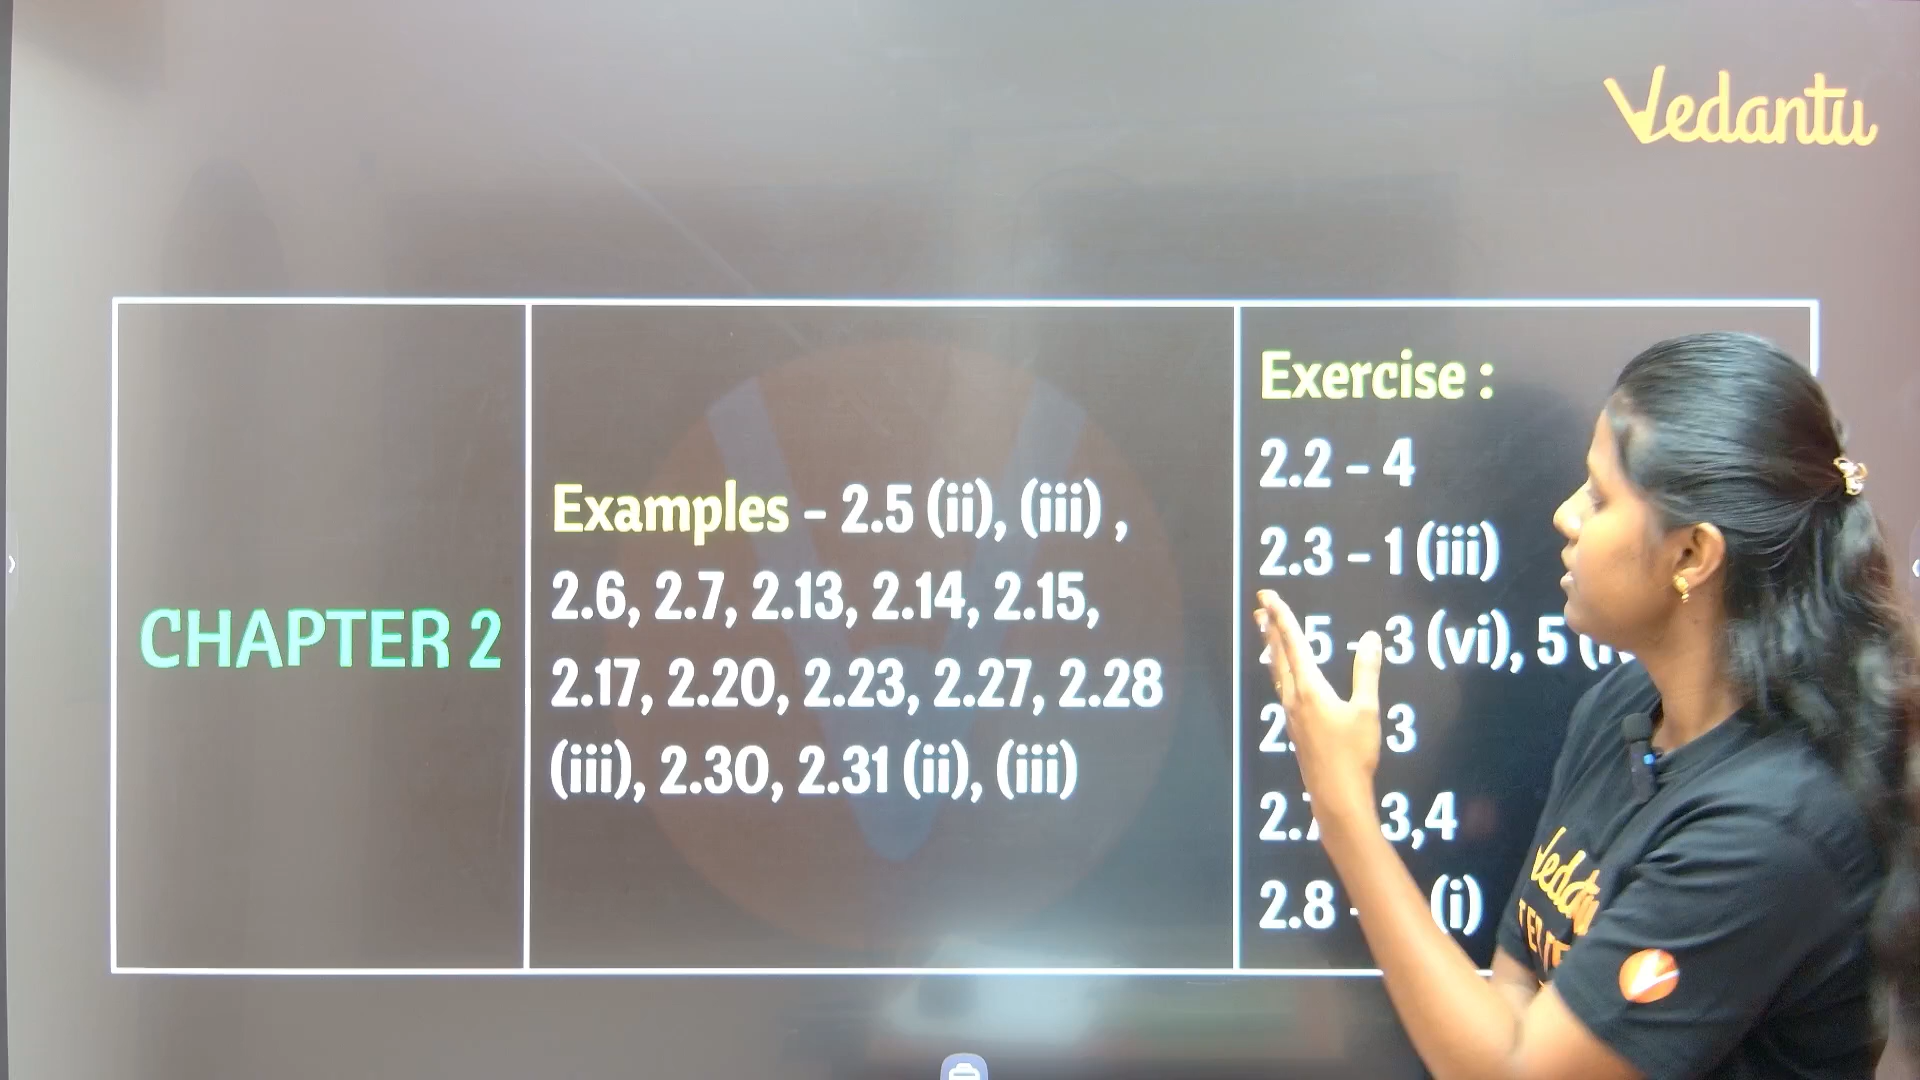 Vedantu
CHAPTER 2
Examples – 2.5 (ii), (iii) ,
2.6, 2.7, 2.13, 2.14, 2.15,
2.17, 2.20, 2.23, 2.27, 2.28
(iii), 2.30, 2.31 (ii), (iii)
Exercise :
2.2 – 4
2.3 – 1 (iii)
3 (vi), 5
3
3,4
2.8 – (i)